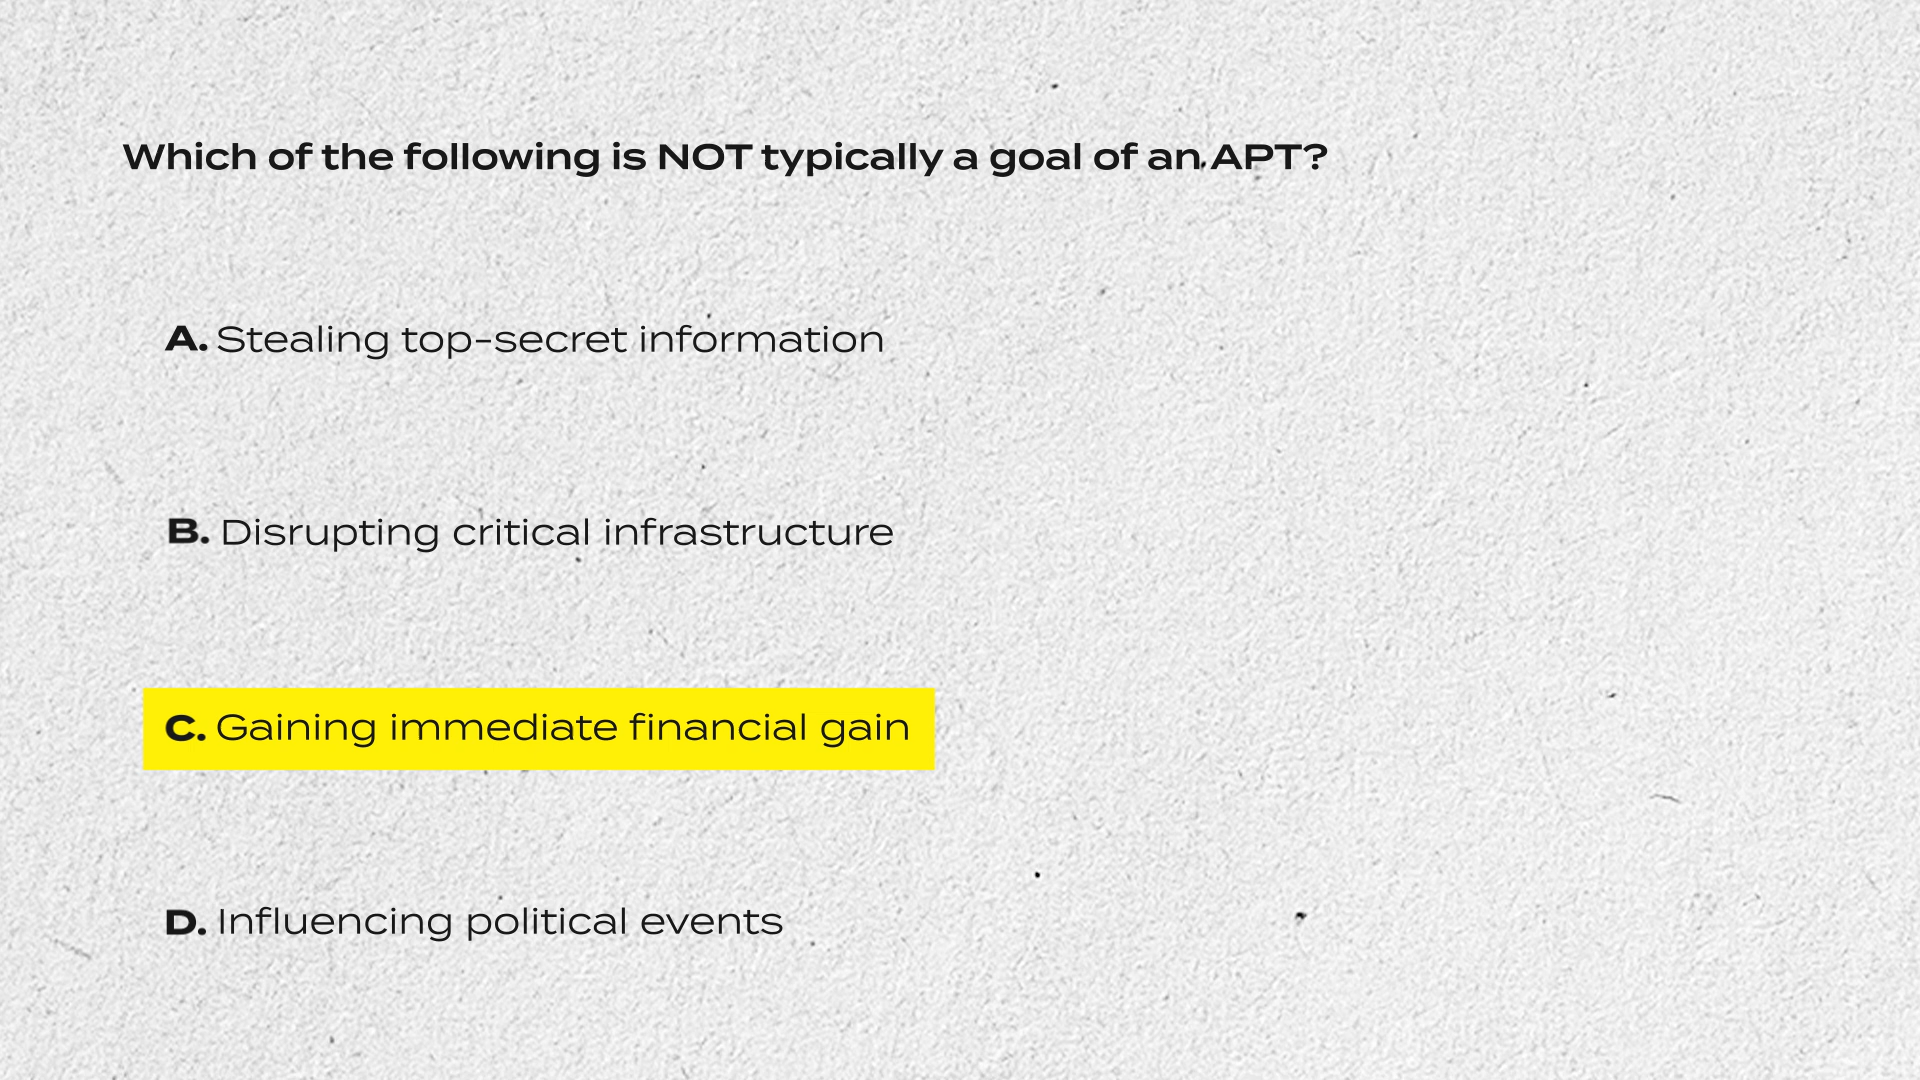 Which of the following is NOT typically a goal of an APT?
A. Stealing top-secret information
B. Disrupting critical infrastructure
C. Gaining immediate financial gain
D. Influencing political events